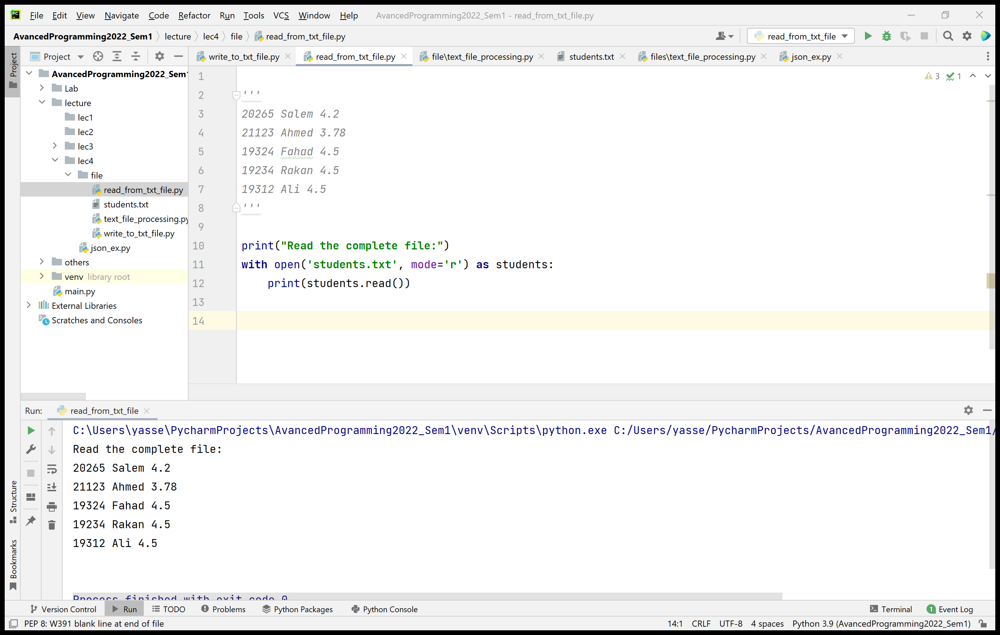 File Edit View Navigate Code Refactor Run Tools VCS Window Help AvancedProgramming2022_Sem1 - read_from_txt_file.py
AvancedProgramming2022_Sem1 lecture lec4 file read_from_txt_file.py read_from_txt_file
Project
Project
write_to_txt_file.py read_from_txt_file.py file\text_file_processing.py students.txt files\text_file_processing.py json_ex.py
AvancedProgramming2022_Sem1
Lab
lecture
lec1
lec2
lec3
lec4
file
read_from_txt_file.py
students.txt
text_file_processing.py
write_to_txt_file.py
json_ex.py
others
venv library root
main.py
External Libraries
Scratches and Consoles
3 1
1
2 '''
3 20265 Salem 4.2
4 21123 Ahmed 3.78
5 19324 Fahad 4.5
6 19234 Rakan 4.5
7 19312 Ali 4.5
8 '''
9
10 print("Read the complete file:")
11 with open('students.txt', mode='r') as students:
12 print(students.read())
13
14
Run: read_from_txt_file
C:\Users\yasse\PycharmProjects\AvancedProgramming2022_Sem1\venv\Scripts\python.exe C:/Users/yasse/PycharmProjects/AvancedProgramming2022_Sem1/
Read the complete file:
20265 Salem 4.2
21123 Ahmed 3.78
19324 Fahad 4.5
19234 Rakan 4.5
19312 Ali 4.5
Process finished with exit code 0
Structure
Bookmarks
Version Control Run TODO Problems Python Packages Python Console Terminal 1 Event Log
PEP 8: W391 blank line at end of file 14:1 CRLF UTF-8 4 spaces Python 3.9 (AvancedProgramming2022_Sem1)